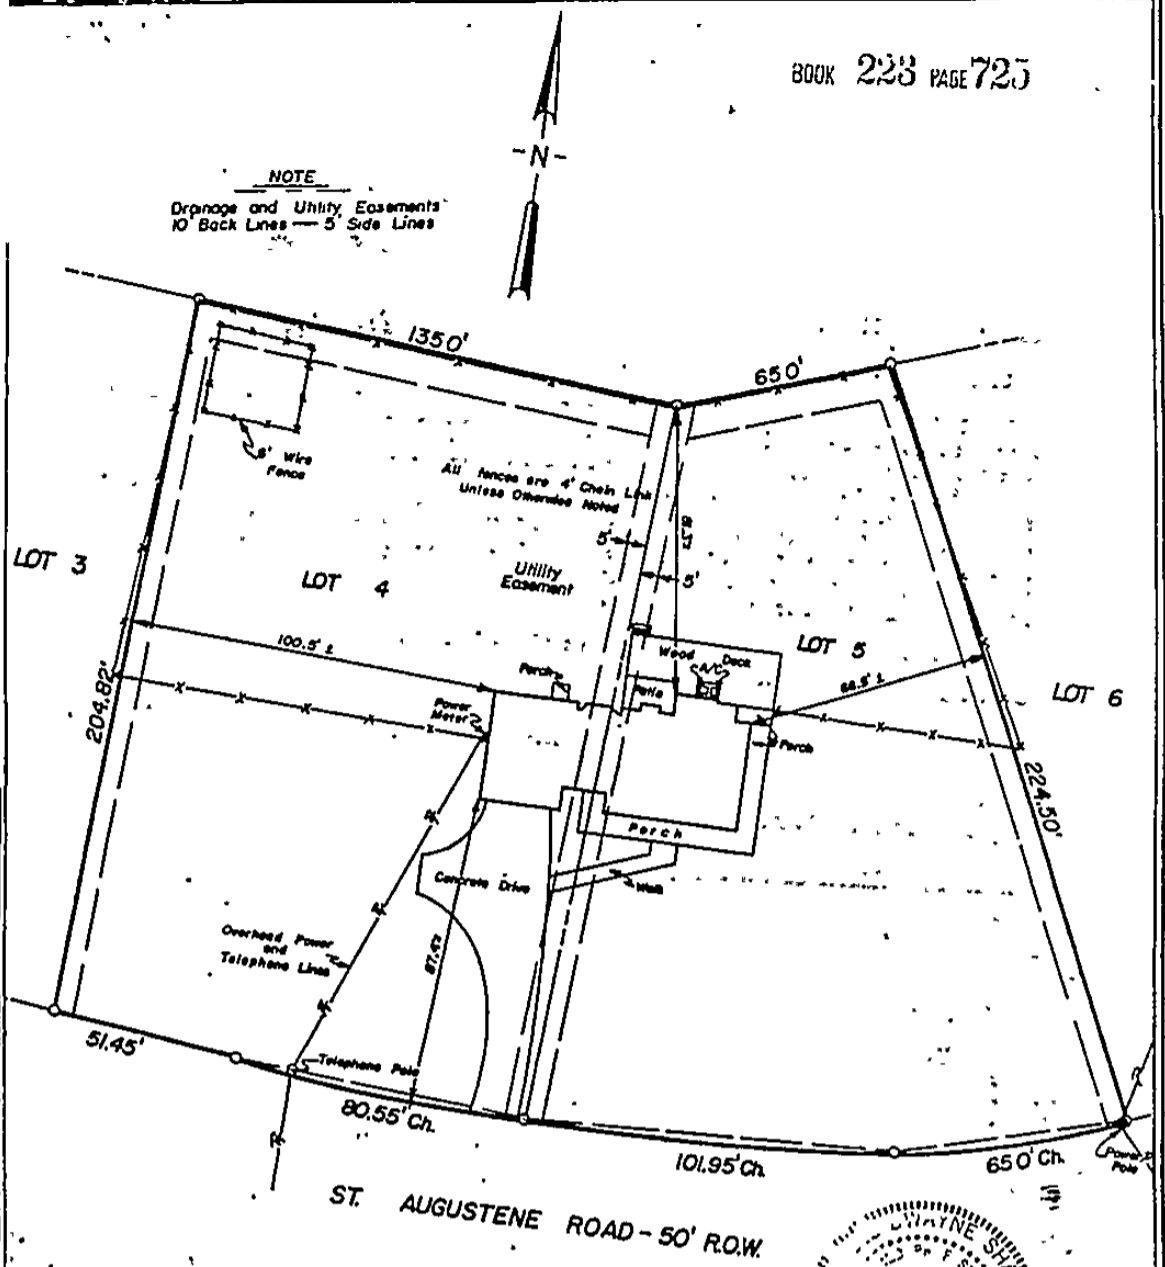 BOOK 223 PAGE 725
-N-
NOTE
Drainage and Utility Easements
10' Back Lines — 5' Side Lines
135.0'
65.0'
6' Wire
Fence
All fences are 4' Chain Link
Unless Otherwise Noted
5'
5'
Utility
Easement
LOT 3
LOT 4
LOT 5
LOT 6
100.5' ±
204.82'
Porch
Wood Deck
A/C
Patio
68.5' ±
Power
Meter
Porch
224.50'
Porch
Concrete Drive
Walk
Overhead Power
and
Telephone Lines
P
P
P
P
P
51.45'
Telephone Pole
80.55' Ch.
101.95' Ch.
65.0' Ch.
Power
Pole
ST. AUGUSTENE ROAD - 50' R.O.W.
WAYNE